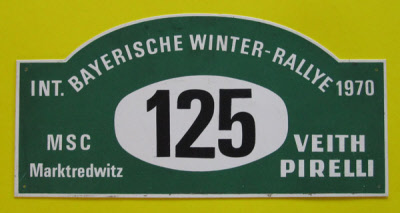 INT. BAYERISCHE WINTER-RALLYE 1970
125
MSC
Marktredwitz
VEITH
PIRELLI